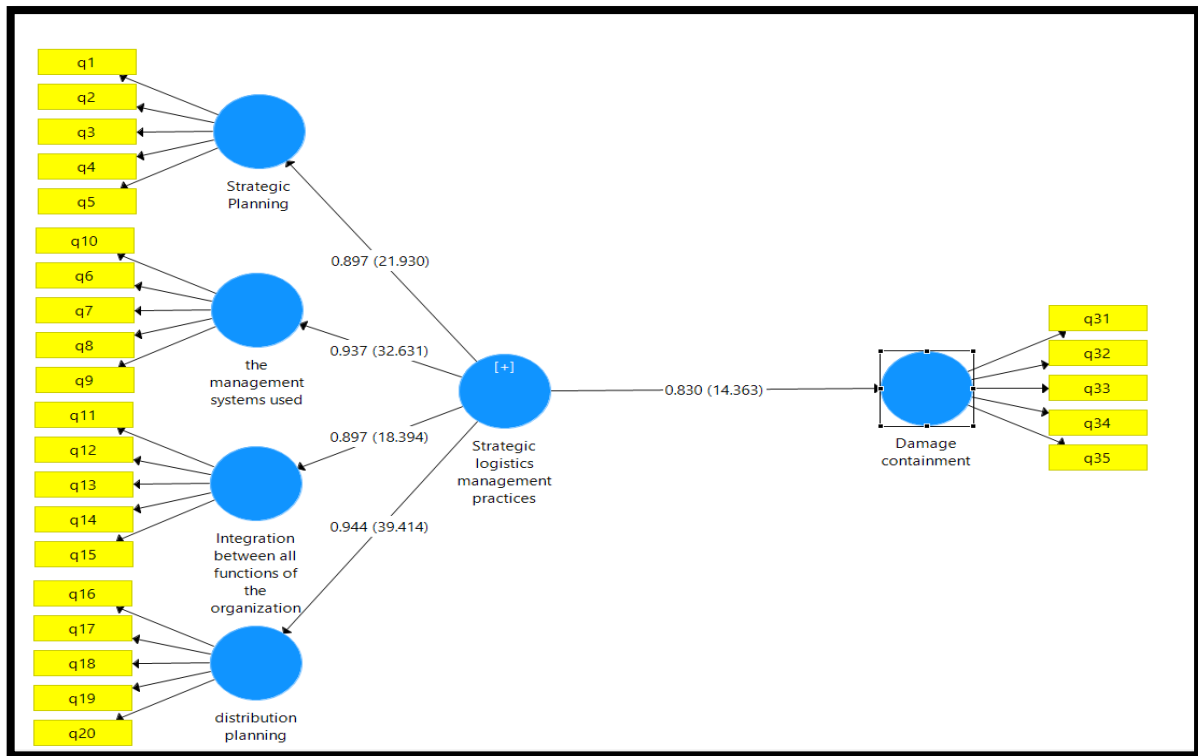 q1
q2
q3
q4
q5
Strategic
Planning
0.897 (21.930)
q10
q6
q7
q8
q9
the
management
systems used
0.937 (32.631)
[+]
Strategic
logistics
management
practices
0.830 (14.363)
q31
q32
q33
q34
q35
Damage
containment
q11
q12
q13
q14
q15
0.897 (18.394)
Integration
between all
functions of
the
organization
0.944 (39.414)
q16
q17
q18
q19
q20
distribution
planning